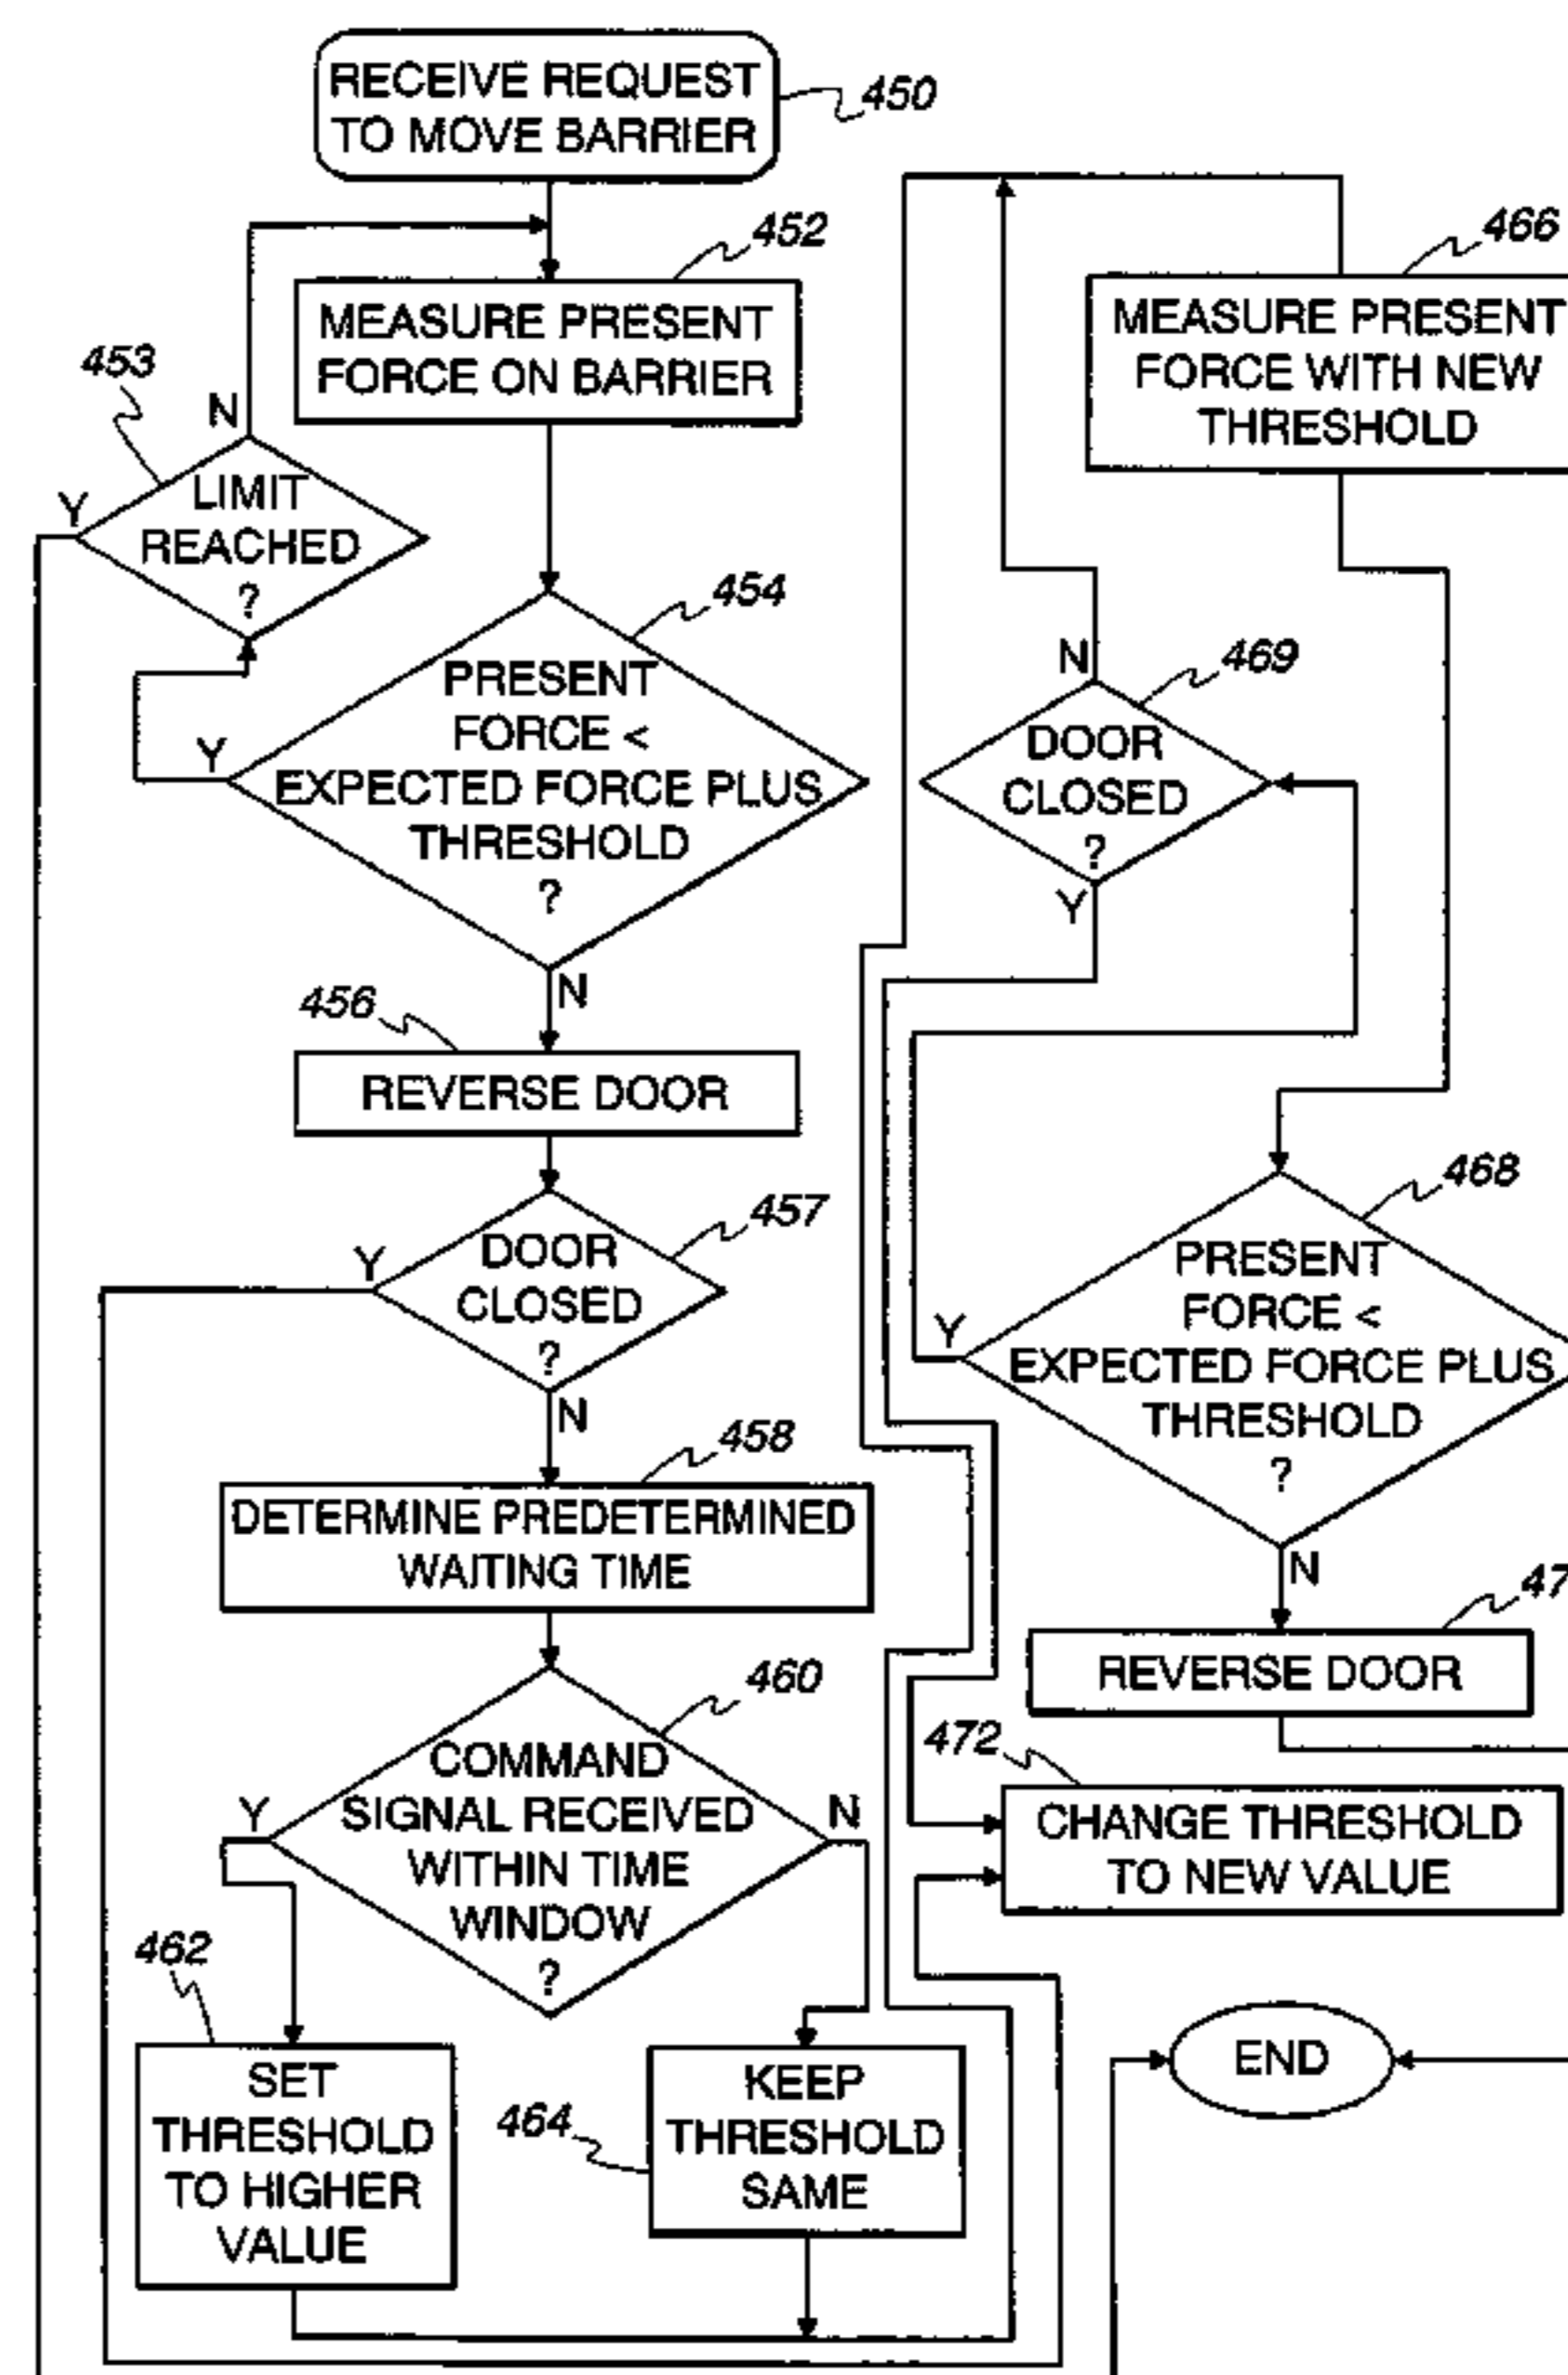 RECEIVE REQUEST
TO MOVE BARRIER
450
452
MEASURE PRESENT
FORCE ON BARRIER
453
N
Y
LIMIT
REACHED
?
454
PRESENT
FORCE <
EXPECTED FORCE PLUS
THRESHOLD
?
Y
N
456
REVERSE DOOR
457
DOOR
CLOSED
?
Y
N
458
DETERMINE PREDETERMINED
WAITING TIME
460
COMMAND
SIGNAL RECEIVED
WITHIN TIME
WINDOW
?
Y
N
462
SET
THRESHOLD
TO HIGHER
VALUE
464
KEEP
THRESHOLD
SAME
466
MEASURE PRESENT
FORCE WITH NEW
THRESHOLD
N
469
DOOR
CLOSED
?
Y
468
PRESENT
FORCE <
EXPECTED FORCE PLUS
THRESHOLD
?
Y
N
47
REVERSE DOOR
472
CHANGE THRESHOLD
TO NEW VALUE
END